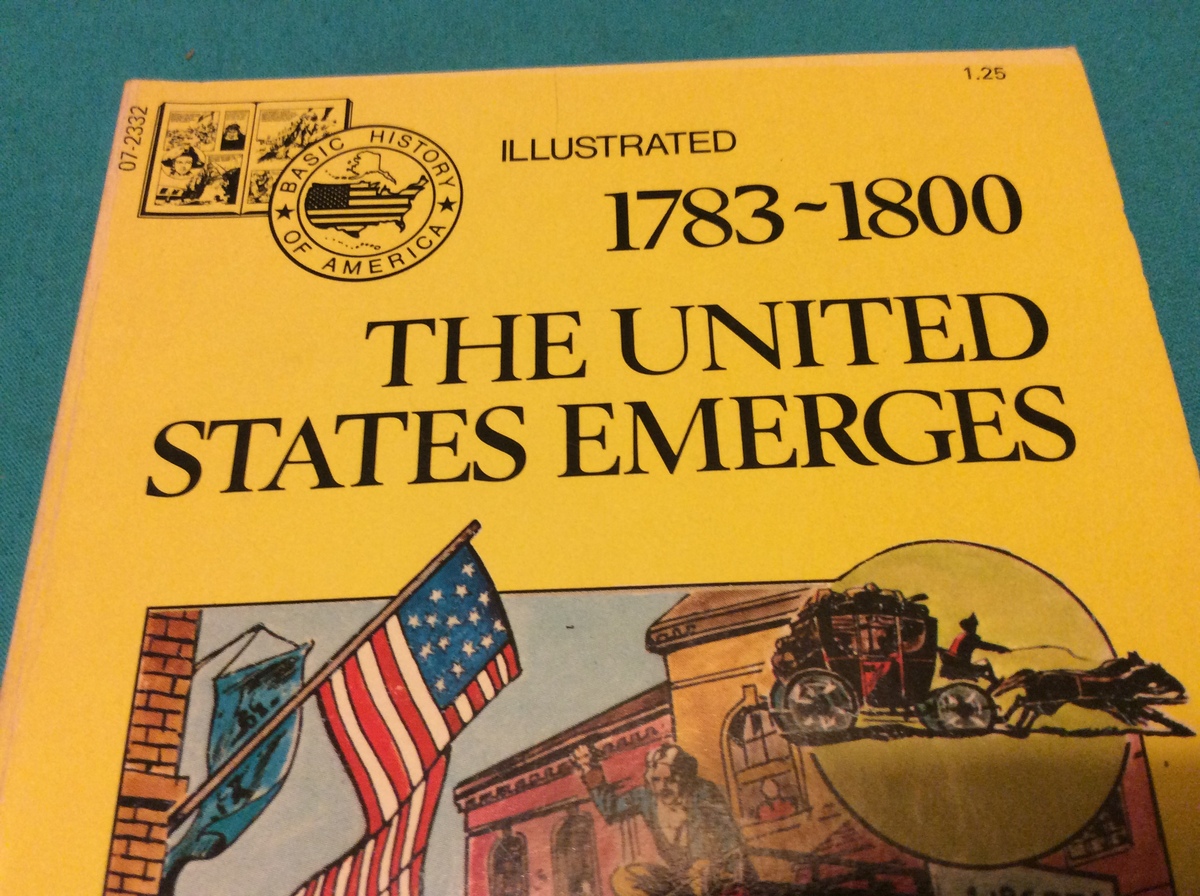 1.25
07-2332
BASIC HISTORY
OF AMERICA
ILLUSTRATED
1783~1800
THE UNITED
STATES EMERGES